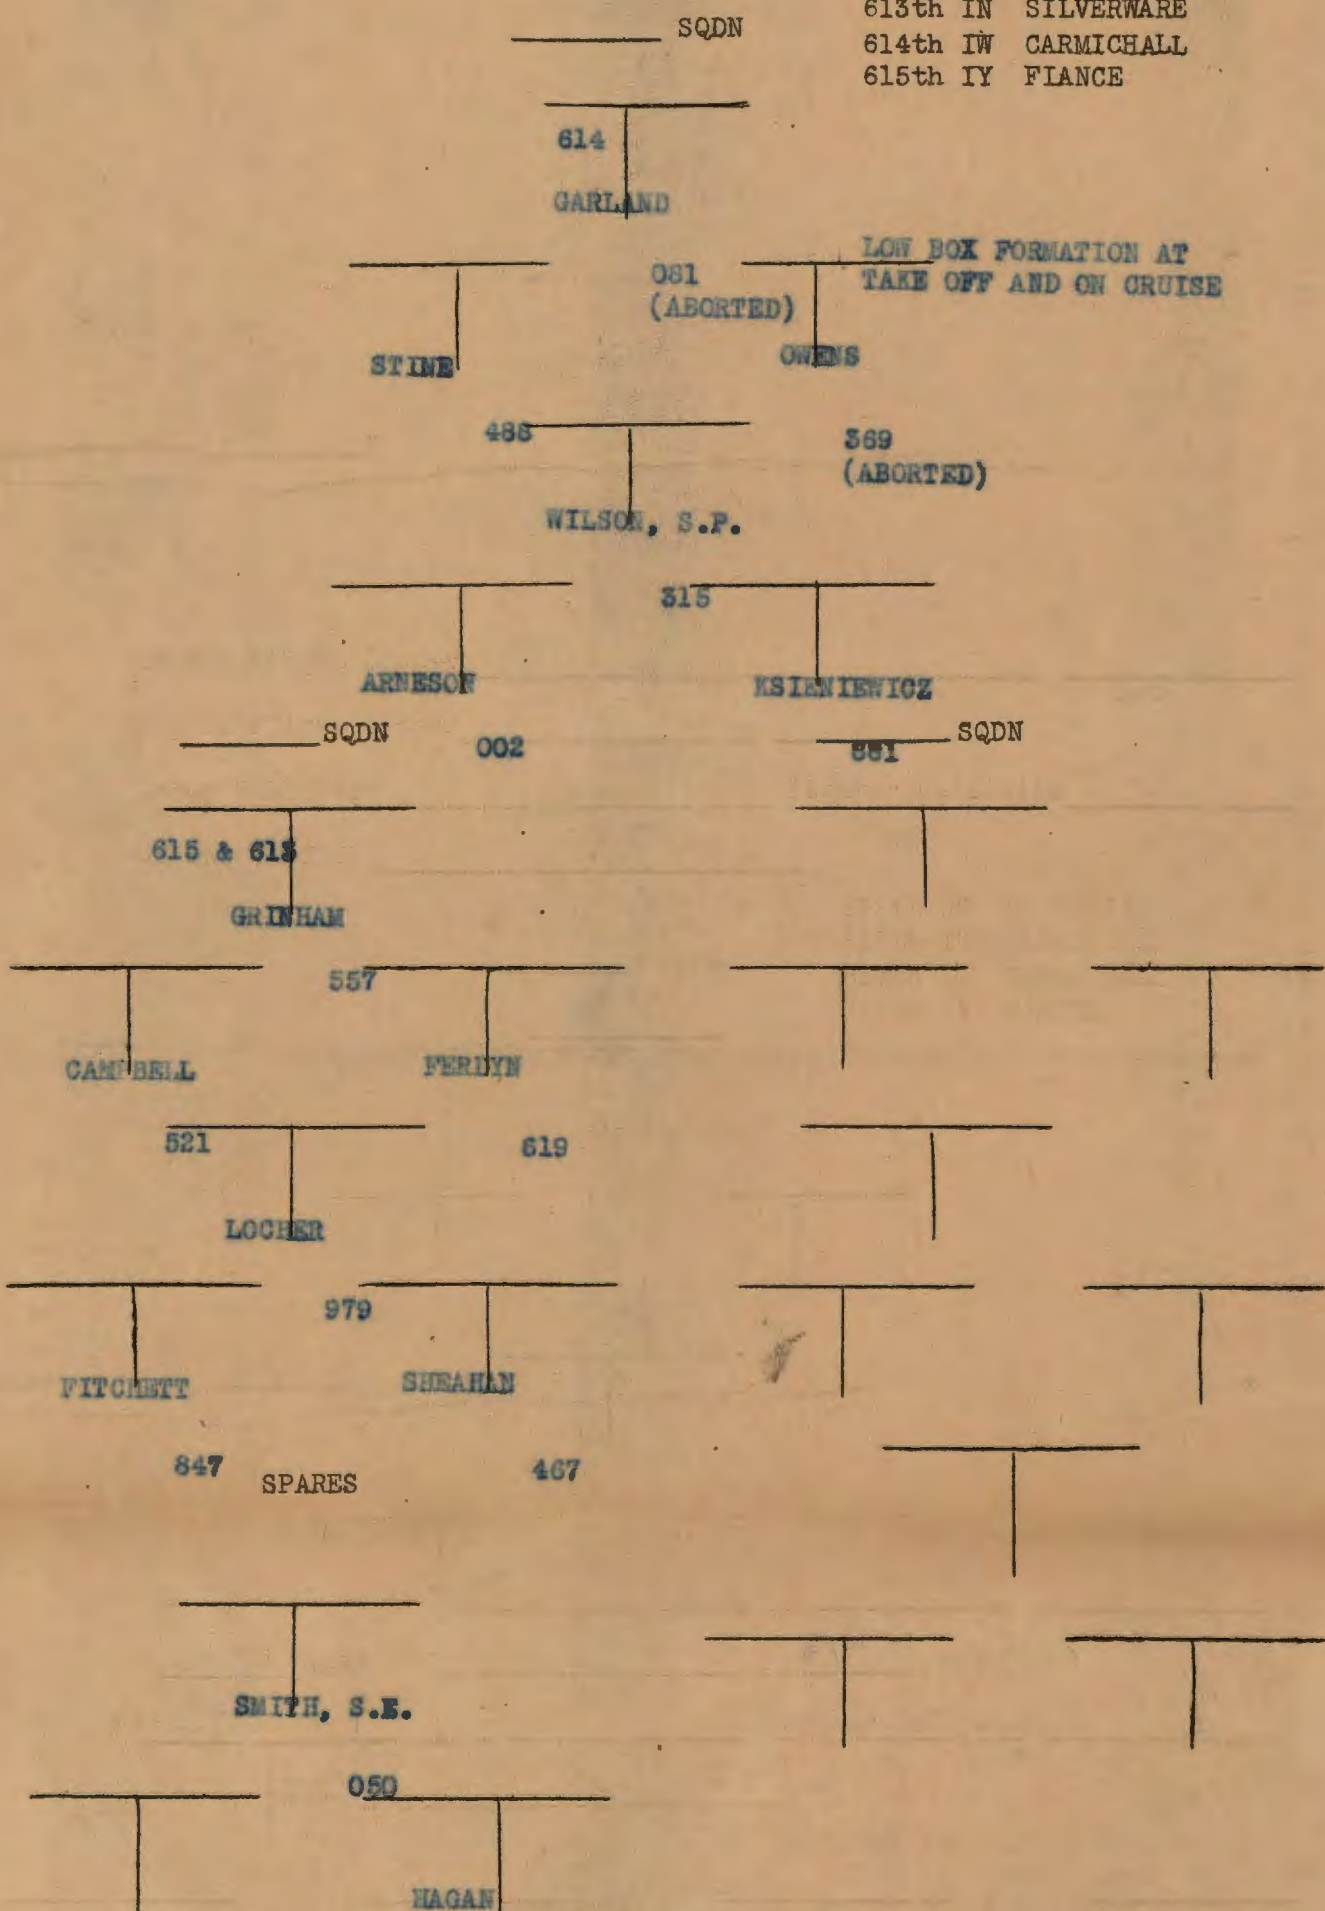 613th IN SILVERWARE
SQDN
614th IW CARMICHALL
615th IY FIANCE
614
GARLAND
LOW BOX FORMATION AT
TAKE OFF AND ON CRUISE
081
(ABORTED)
STINE
OWENS
488
369
(ABORTED)
WILSON, S.P.
315
ARNESON
KSIENIEWICZ
SQDN
SQDN
002
615 & 613
GRINHAM
557
CAMPBELL
FERDYN
521
619
LOCHER
979
FITCHETT
SHEAHAN
847
467
SPARES
SMITH, S.E.
050
HAGAN